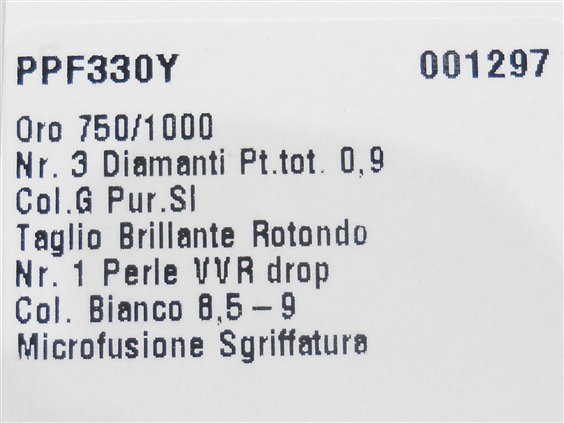 PPF330Y 001297
Oro 750/1000
Nr. 3 Diamanti Pt.tot. 0,9
Col.G Pur.SI
Taglio Brillante Rotondo
Nr. 1 Perle VVR drop
Col. Bianco 8,5-9
Microfusione Sgriffatura